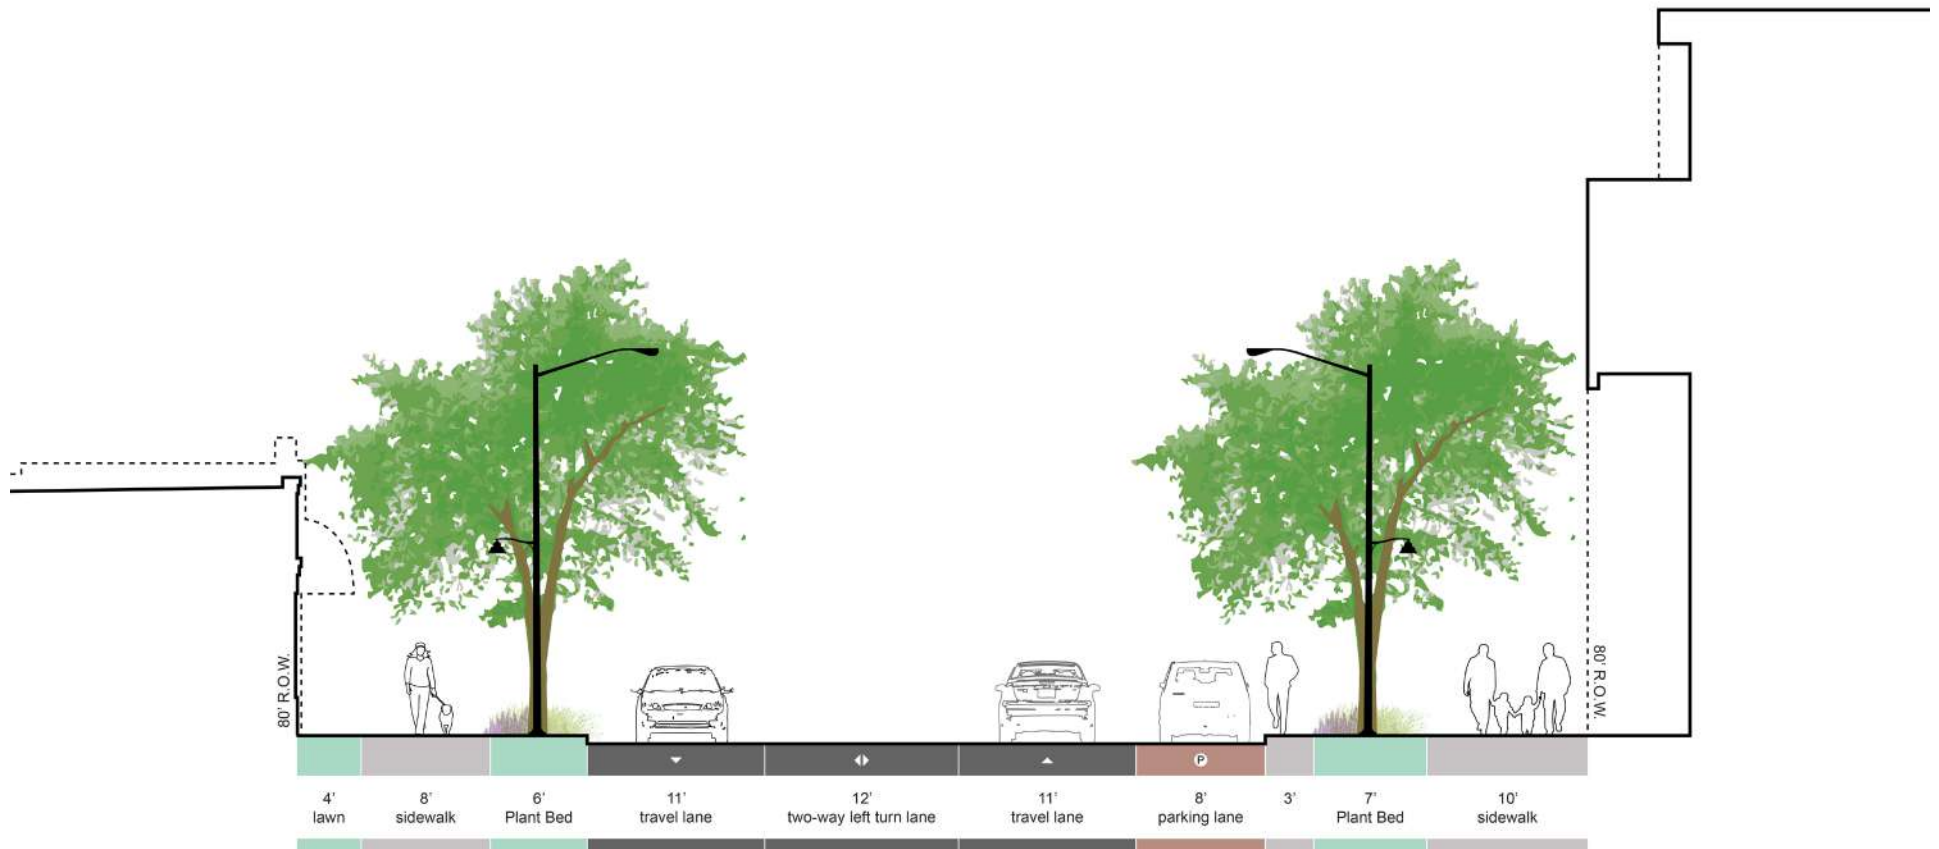 80' R.O.W.
80' R.O.W.
P
4'
lawn
8'
sidewalk
6'
Plant Bed
11'
travel lane
12'
two-way left turn lane
11'
travel lane
8'
parking lane
3'
7'
Plant Bed
10'
sidewalk